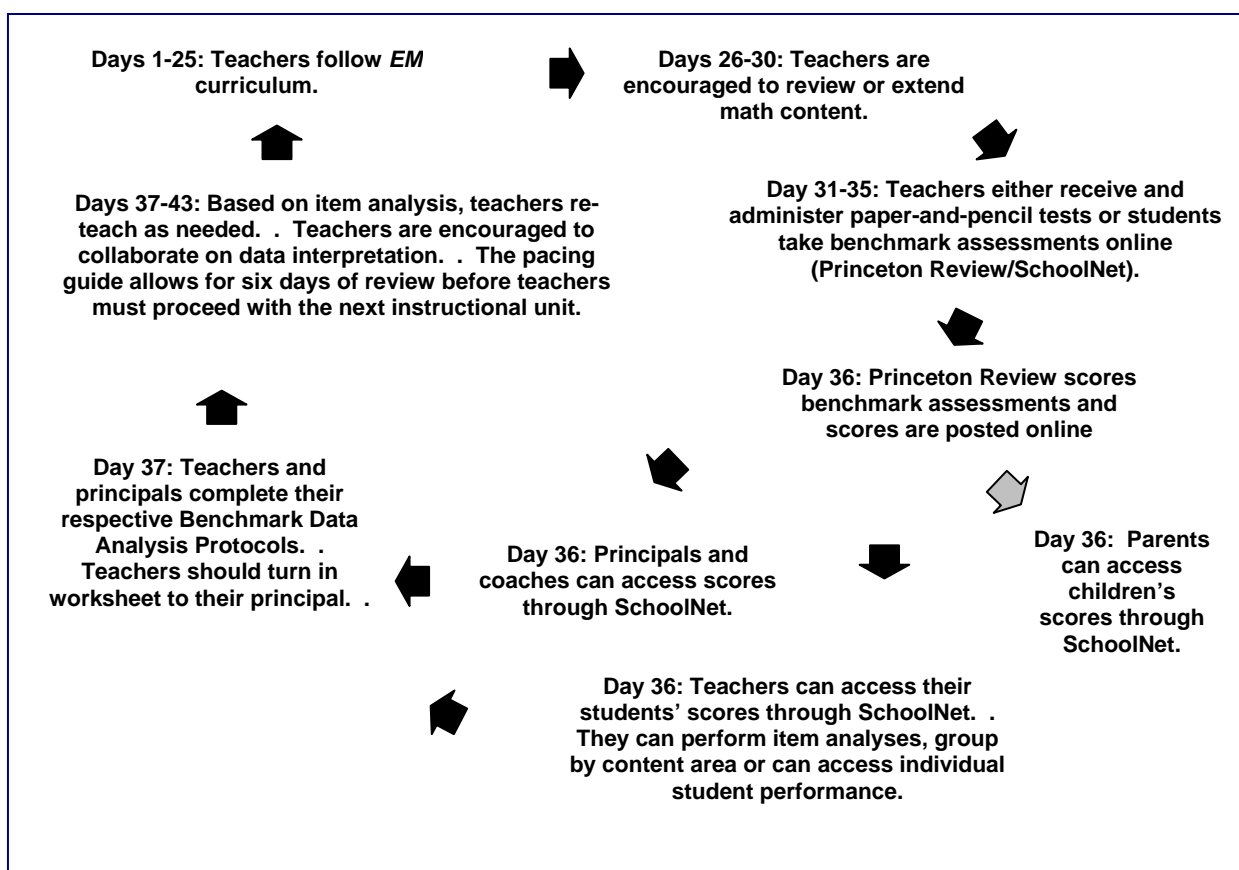 Days 1-25: Teachers follow EM
curriculum.
Days 26-30: Teachers are
encouraged to review or extend
math content.
Day 31-35: Teachers either receive and
administer paper-and-pencil tests or students
take benchmark assessments online
(Princeton Review/SchoolNet).
Day 36: Princeton Review scores
benchmark assessments and
scores are posted online
Day 36:  Parents
can access
children’s
scores through
SchoolNet.
Day 36: Principals and
coaches can access scores
through SchoolNet.
Day 36: Teachers can access their
students’ scores through SchoolNet. .
They can perform item analyses, group
by content area or can access individual
student performance.
Day 37: Teachers and
principals complete their
respective Benchmark Data
Analysis Protocols. .
Teachers should turn in
worksheet to their principal. .
Days 37-43: Based on item analysis, teachers re-
teach as needed. .  Teachers are encouraged to
collaborate on data interpretation. .  The pacing
guide allows for six days of review before teachers
must proceed with the next instructional unit.